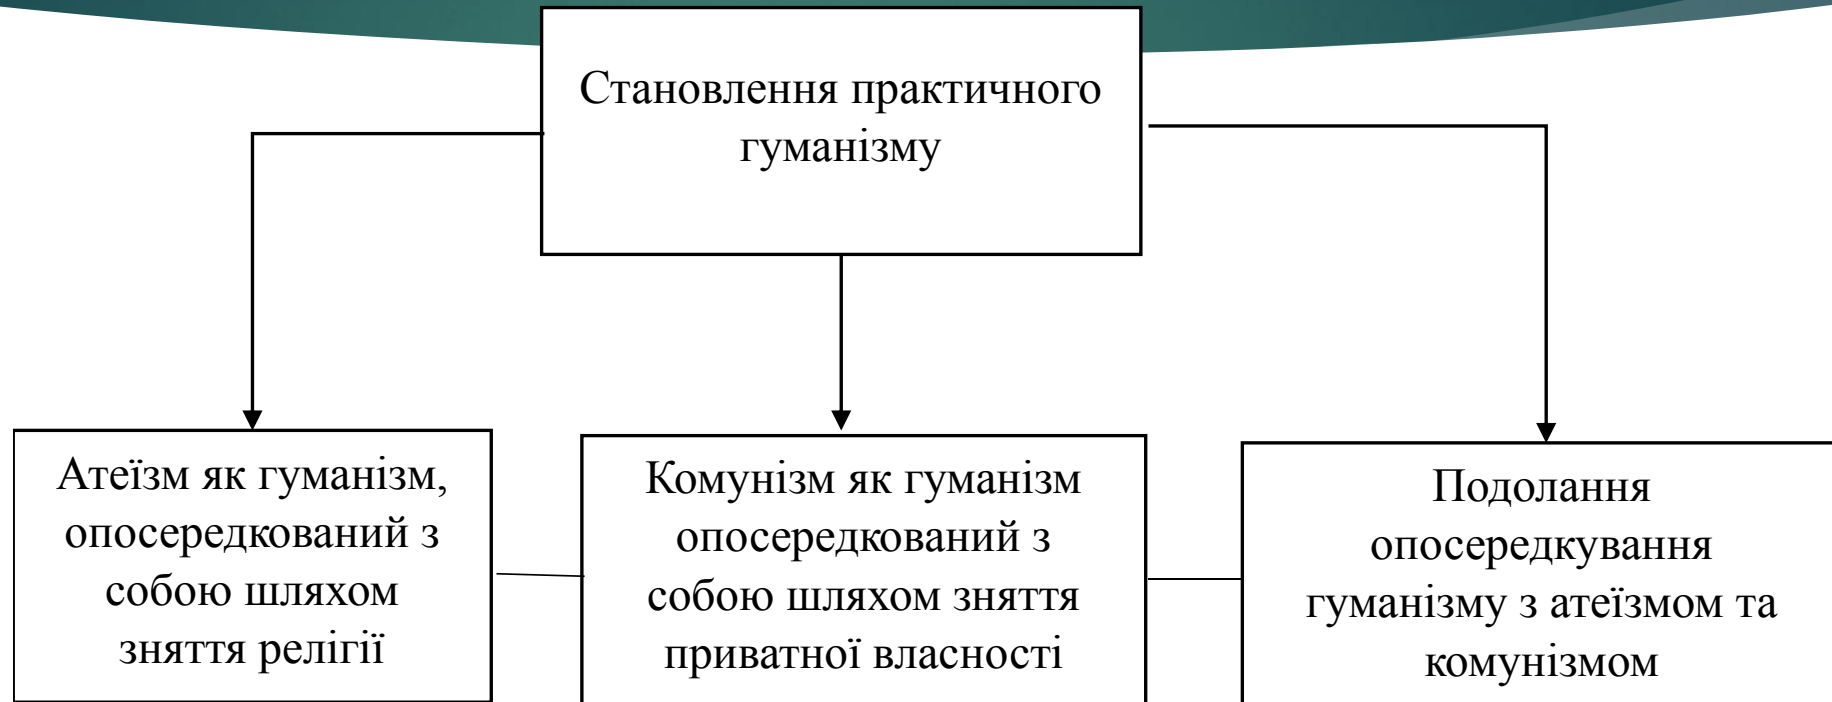 Становлення практичного
гуманізму
Атеїзм як гуманізм,
опосередкований з
собою шляхом
зняття релігії
Комунізм як гуманізм
опосередкований з
собою шляхом зняття
приватної власності
Подолання
опосередкування
гуманізму з атеїзмом та
комунізмом